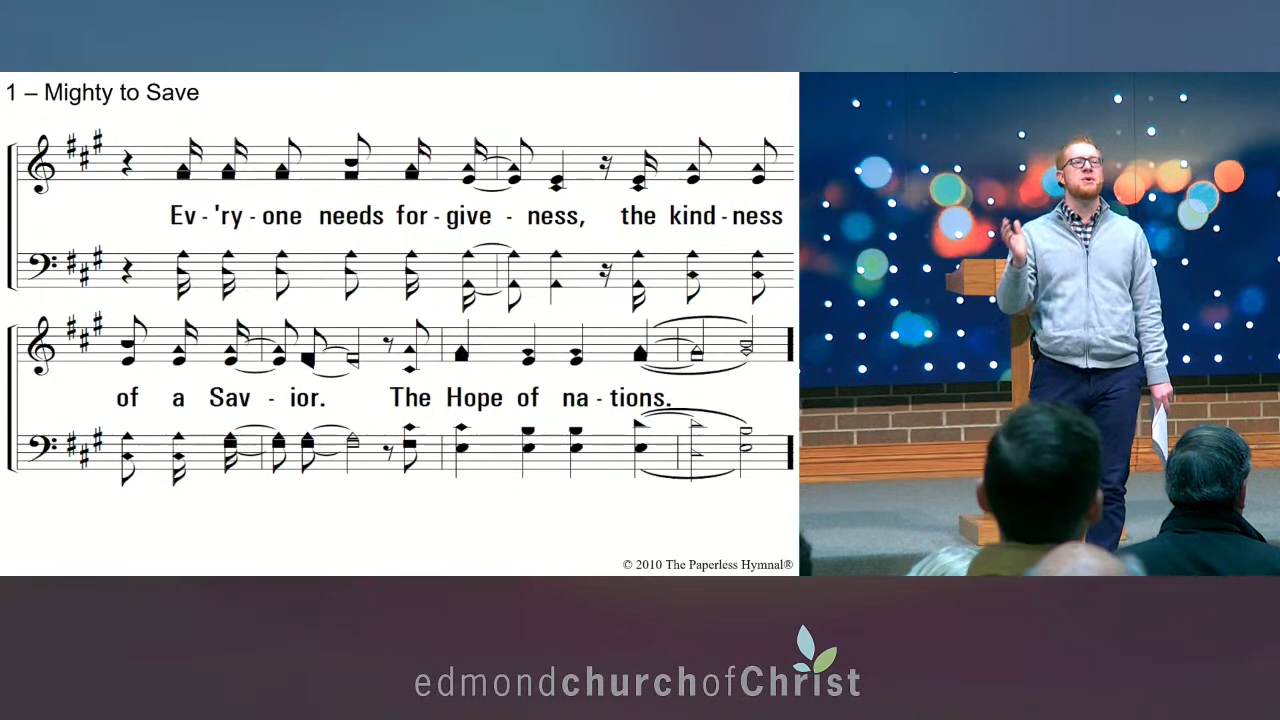 1 – Mighty to Save
Ev - 'ry - one needs for - give - ness, the kind - ness
of a Sav - ior. The Hope of na - tions.
© 2010 The Paperless Hymnal®
edmondchurchofChrist